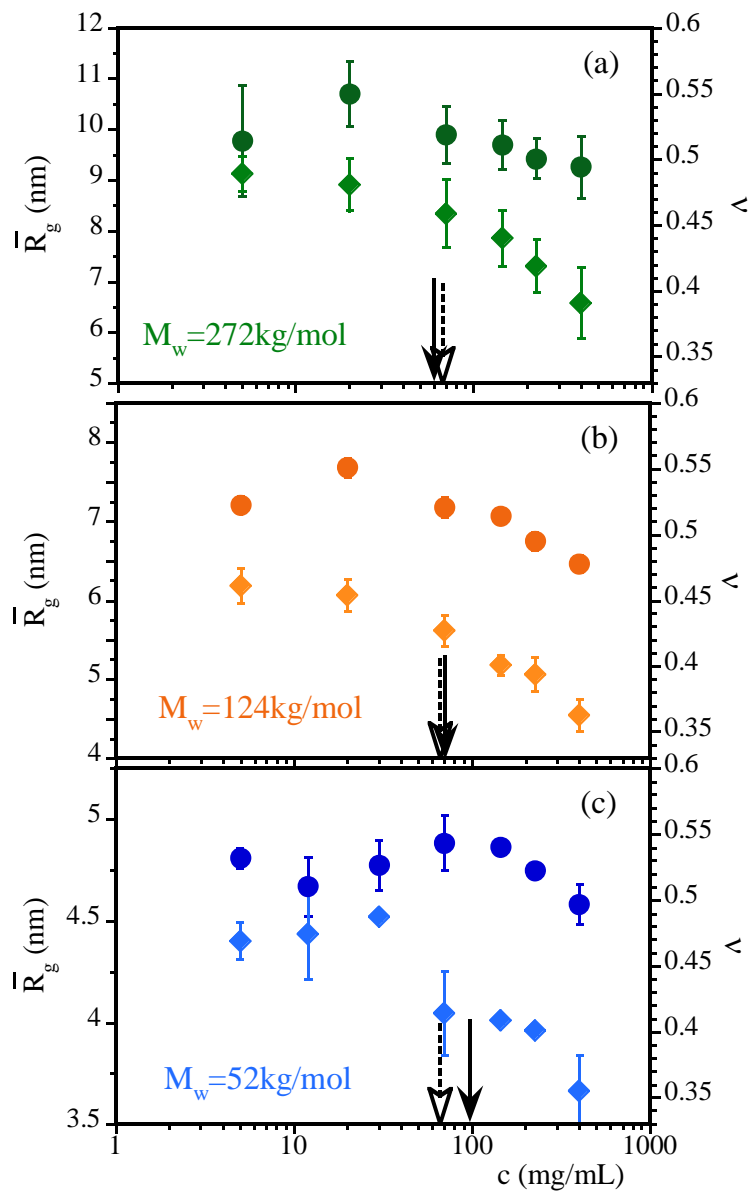 12
11
10
9
8
7
6
5
R̄g (nm)
(a)
Mw=272kg/mol
0.6
0.55
0.5
0.45
0.4
0.35
ν
8
7
6
5
4
R̄g (nm)
(b)
Mw=124kg/mol
0.6
0.55
0.5
0.45
0.4
0.35
ν
5
4.5
4
3.5
R̄g (nm)
(c)
Mw=52kg/mol
0.6
0.55
0.5
0.45
0.4
0.35
ν
1 10 100 1000
c (mg/mL)